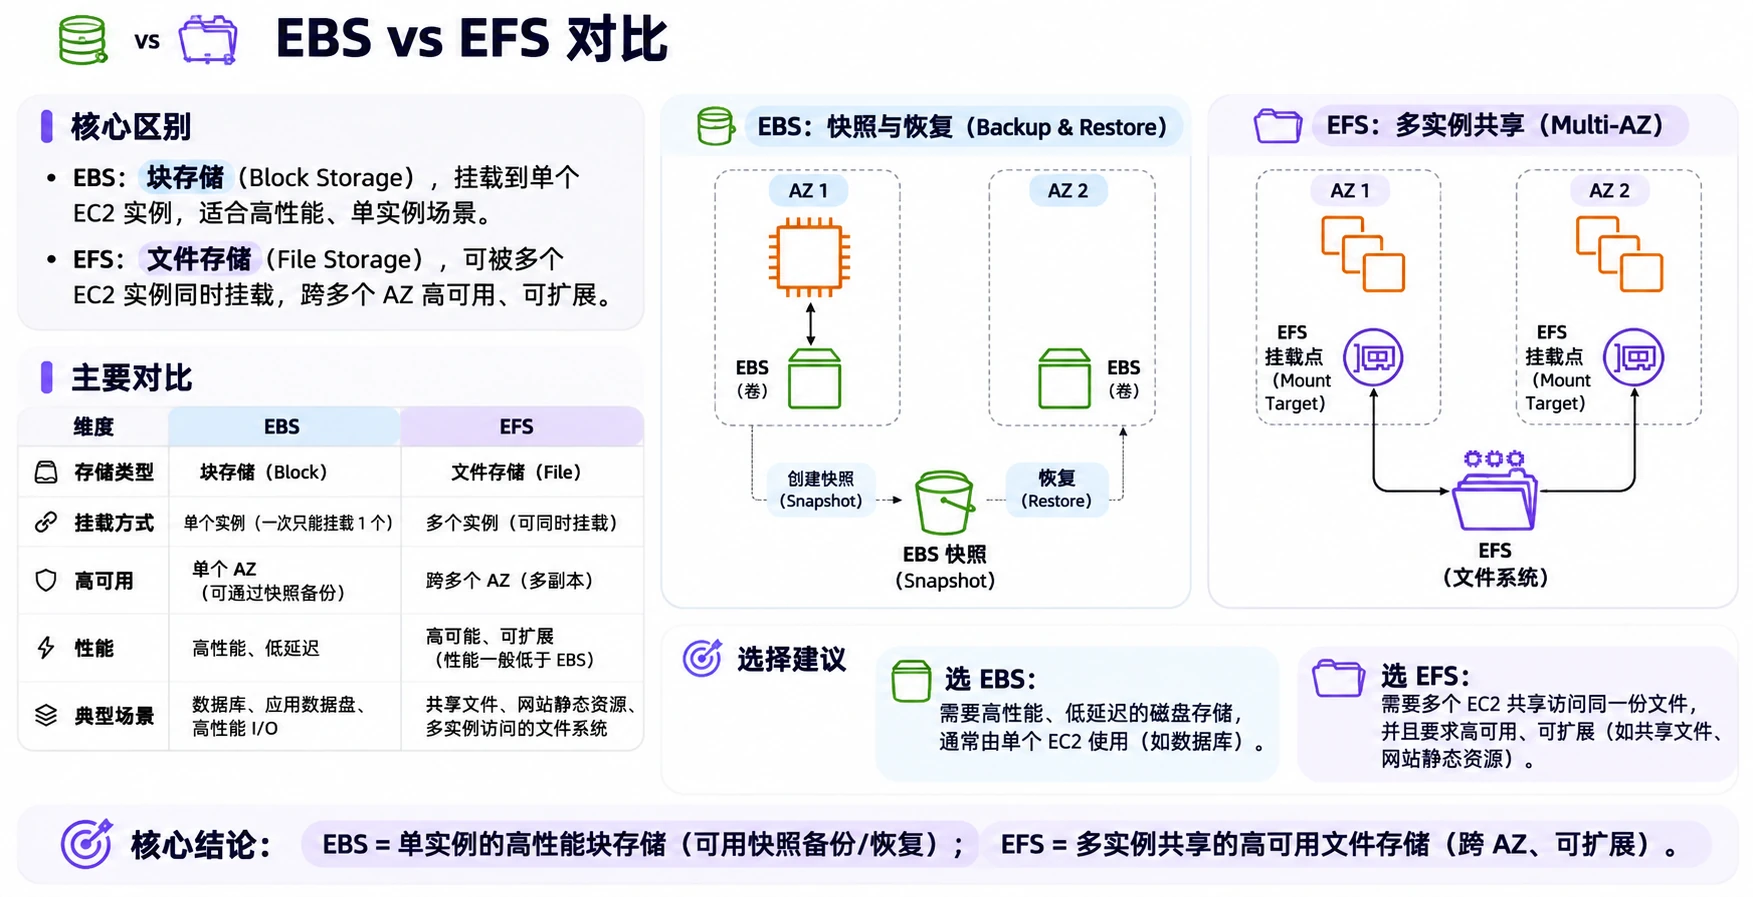 VS
EBS vs EFS 对比
核心区别
• EBS：块存储（Block Storage），挂载到单个
EC2 实例，适合高性能、单实例场景。
• EFS：文件存储（File Storage），可被多个
EC2 实例同时挂载，跨多个 AZ 高可用、可扩展。
主要对比
维度 EBS EFS
存储类型 块存储（Block） 文件存储（File）
挂载方式 单个实例（一次只能挂载 1 个） 多个实例（可同时挂载）
高可用 单个 AZ
（可通过快照备份） 跨多个 AZ（多副本）
性能 高性能、低延迟 高可能、可扩展
（性能一般低于 EBS）
典型场景 数据库、应用数据盘、
高性能 I/O
共享文件、网站静态资源、
多实例访问的文件系统
EBS：快照与恢复（Backup & Restore）
AZ 1
AZ 2
EBS
（卷）
EBS
（卷）
创建快照
（Snapshot）
恢复
（Restore）
EBS 快照
（Snapshot）
EFS：多实例共享（Multi-AZ）
AZ 1
AZ 2
EFS
挂载点
（Mount
Target）
EFS
挂载点
（Mount
Target）
EFS
（文件系统）
选择建议
选 EBS：
需要高性能、低延迟的磁盘存储，
通常由单个 EC2 使用（如数据库）。
选 EFS：
需要多个 EC2 共享访问同一份文件，
并且要求高可用、可扩展（如共享文件、
网站静态资源）。
核心结论： EBS = 单实例的高性能块存储（可用快照备份/恢复）； EFS = 多实例共享的高可用文件存储（跨 AZ、可扩展）。